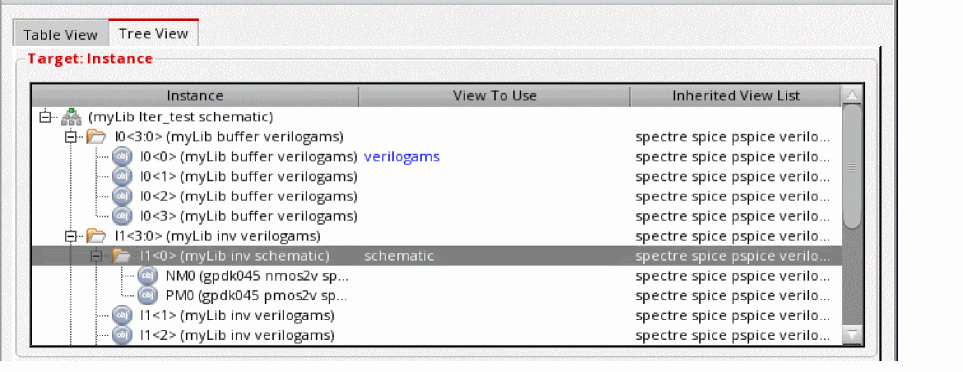 Table View Tree View
Target: Instance
Instance View To Use Inherited View List
(myLib Iter_test schematic)
I0<3:0> (myLib buffer verilogams) spectre spice pspice verilo...
I0<0> (myLib buffer verilogams) verilogams spectre spice pspice verilo...
I0<1> (myLib buffer verilogams) spectre spice pspice verilo...
I0<2> (myLib buffer verilogams) spectre spice pspice verilo...
I0<3> (myLib buffer verilogams) spectre spice pspice verilo...
I1<3:0> (myLib inv verilogams) spectre spice pspice verilo...
I1<0> (myLib inv schematic) schematic spectre spice pspice verilo...
obj NM0 (gpdk045 nmos2v sp... spectre spice pspice verilo...
obj PM0 (gpdk045 pmos2v sp... spectre spice pspice verilo...
I1<1> (myLib inv verilogams) spectre spice pspice verilo...
I1<2> (myLib inv verilogams) spectre spice pspice verilo...